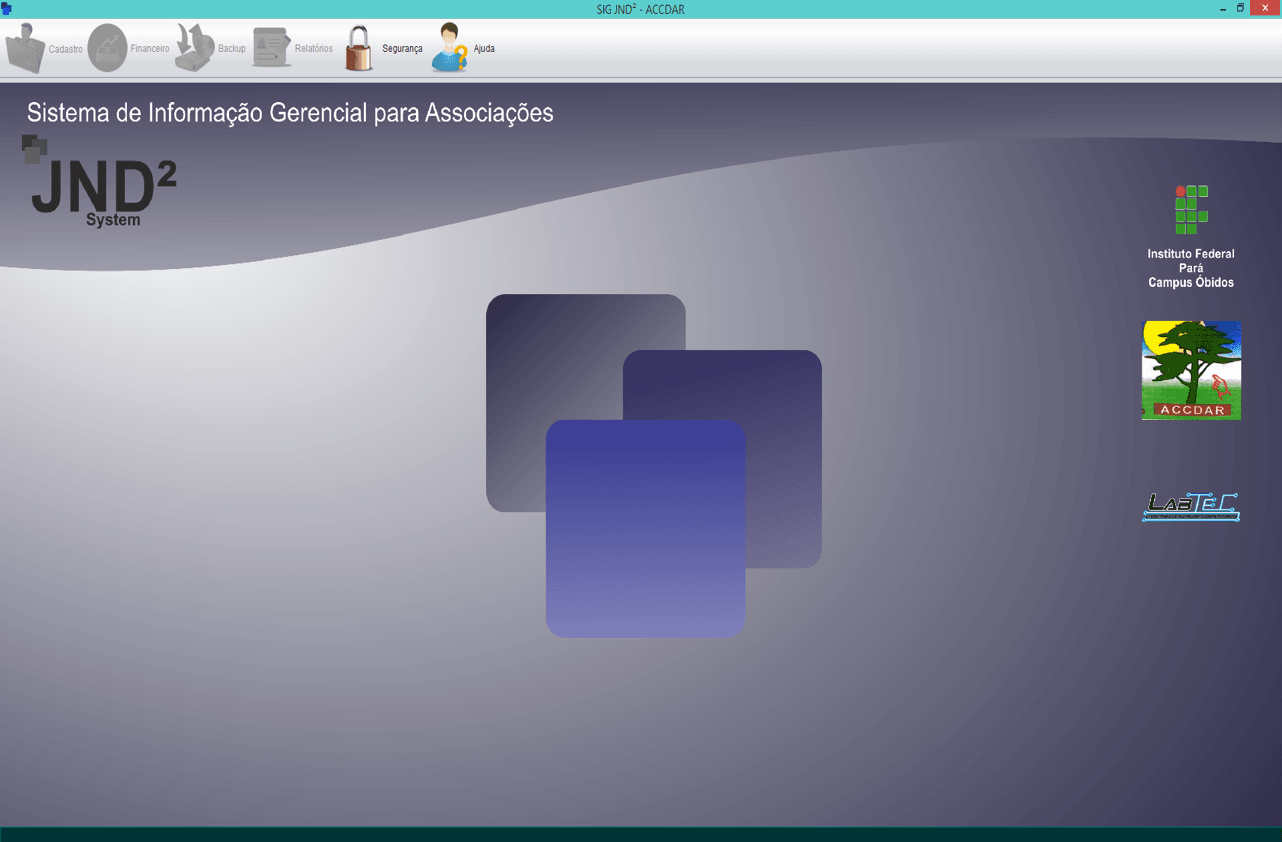 SIG JND² - ACCDAR
Cadastro
Financeiro
Backup
Relatórios
Segurança
Ajuda
Sistema de Informação Gerencial para Associações
JND²
System
Instituto Federal
Pará
Campus Óbidos
ACCDAR
LABTEC